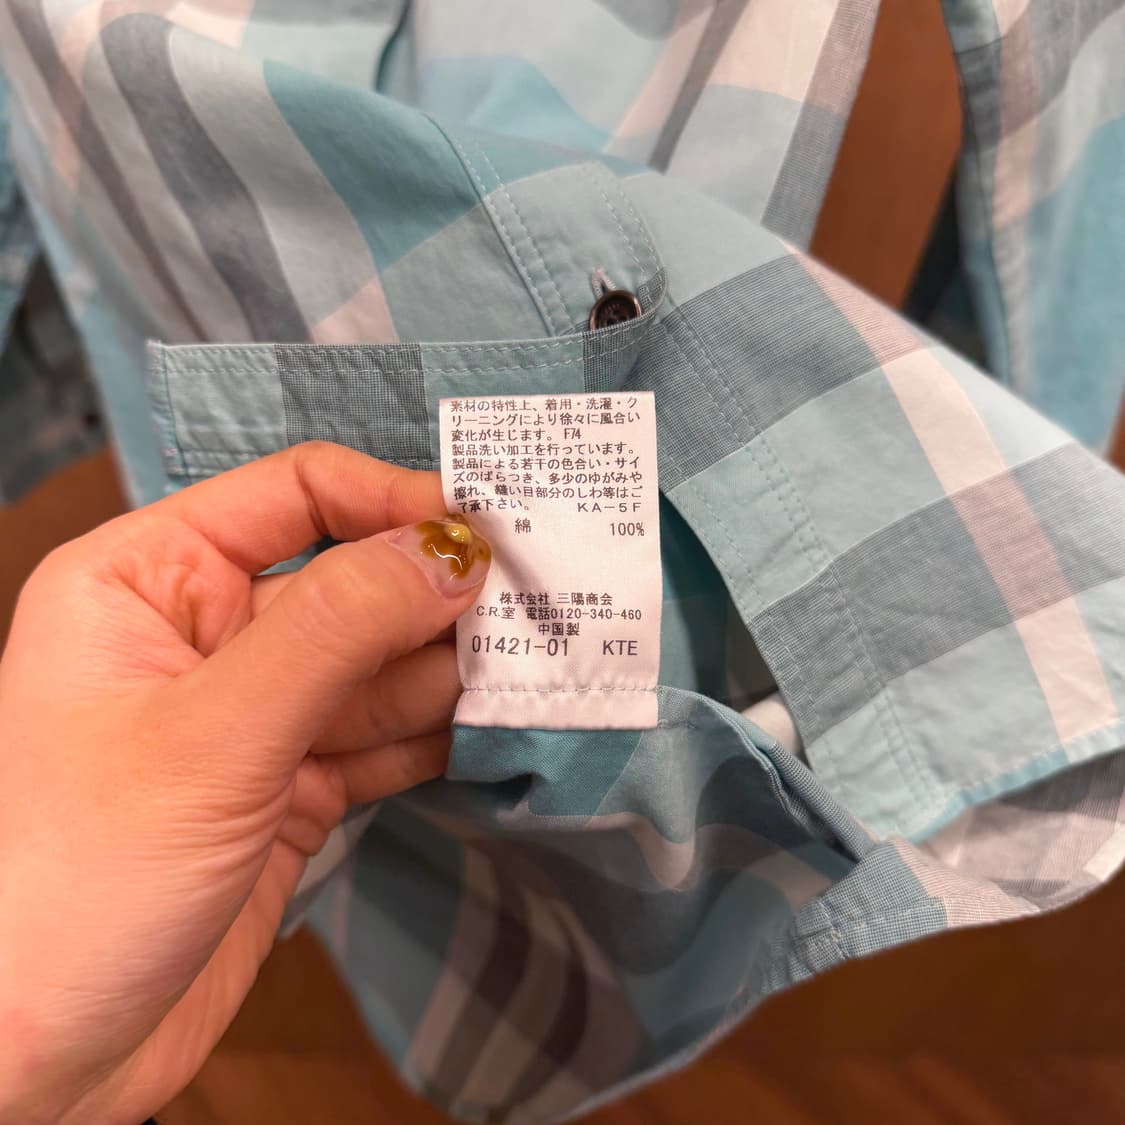 素材の特性上、着用・洗濯・ク
リーニングにより徐々に風合い
変化が生じます。 F74
製品洗い加工を行っています。
製品による若干の色合い・サイ
ズのばらつき、多少のゆがみや
擦れ、縫い目部分のしわ等はご
了承下さい。 KA-5F
綿 100%
株式会社 三陽商会
C.R.室 電話0120-340-460
中国製
01421-01 KTE